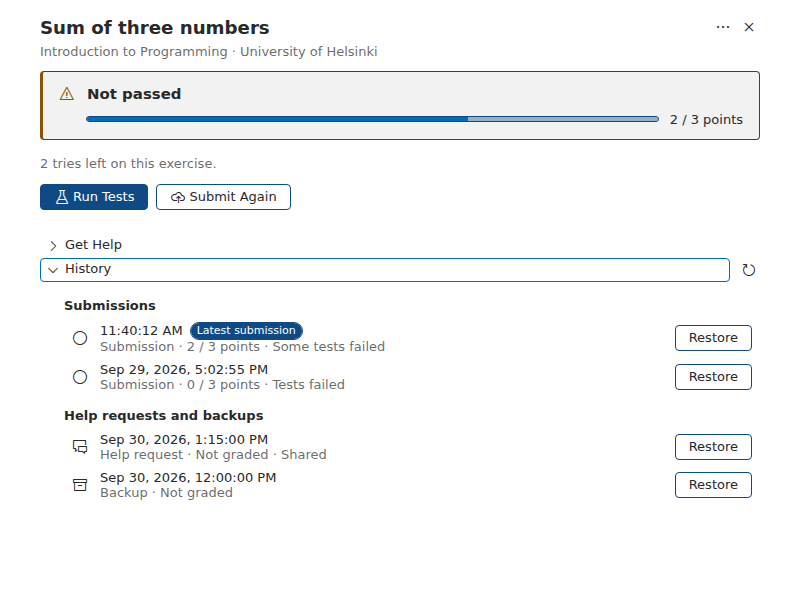 Sum of three numbers
Introduction to Programming · University of Helsinki
Not passed
2 / 3 points
2 tries left on this exercise.
Run Tests
Submit Again
Get Help
History
Submissions
11:40:12 AM Latest submission
Submission · 2 / 3 points · Some tests failed
Restore
Sep 29, 2026, 5:02:55 PM
Submission · 0 / 3 points · Tests failed
Restore
Help requests and backups
Sep 30, 2026, 1:15:00 PM
Help request · Not graded · Shared
Restore
Sep 30, 2026, 12:00:00 PM
Backup · Not graded
Restore